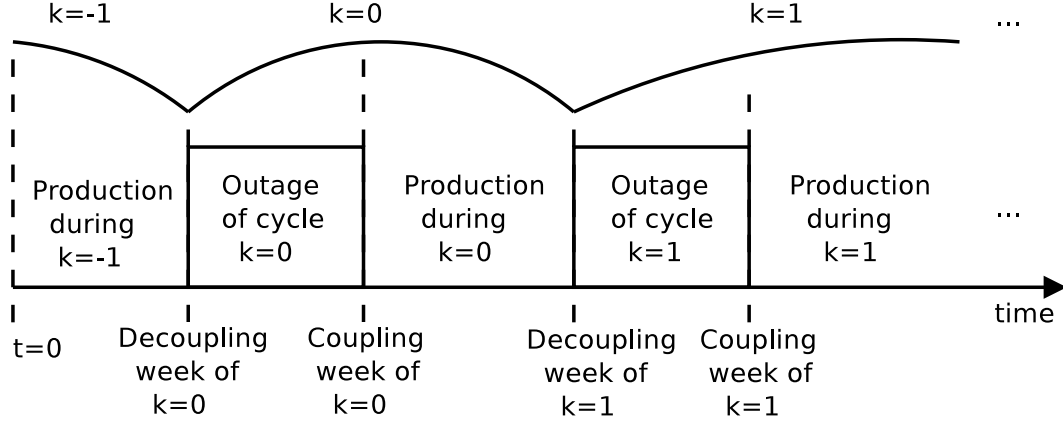 k=-1
k=0
k=1
...
Production
during
k=-1
Outage
of cycle
k=0
Production
during
k=0
Outage
of cycle
k=1
Production
during
k=1
...
time
t=0
Decoupling
week of
k=0
Coupling
week of
k=0
Decoupling
week of
k=1
Coupling
week of
k=1